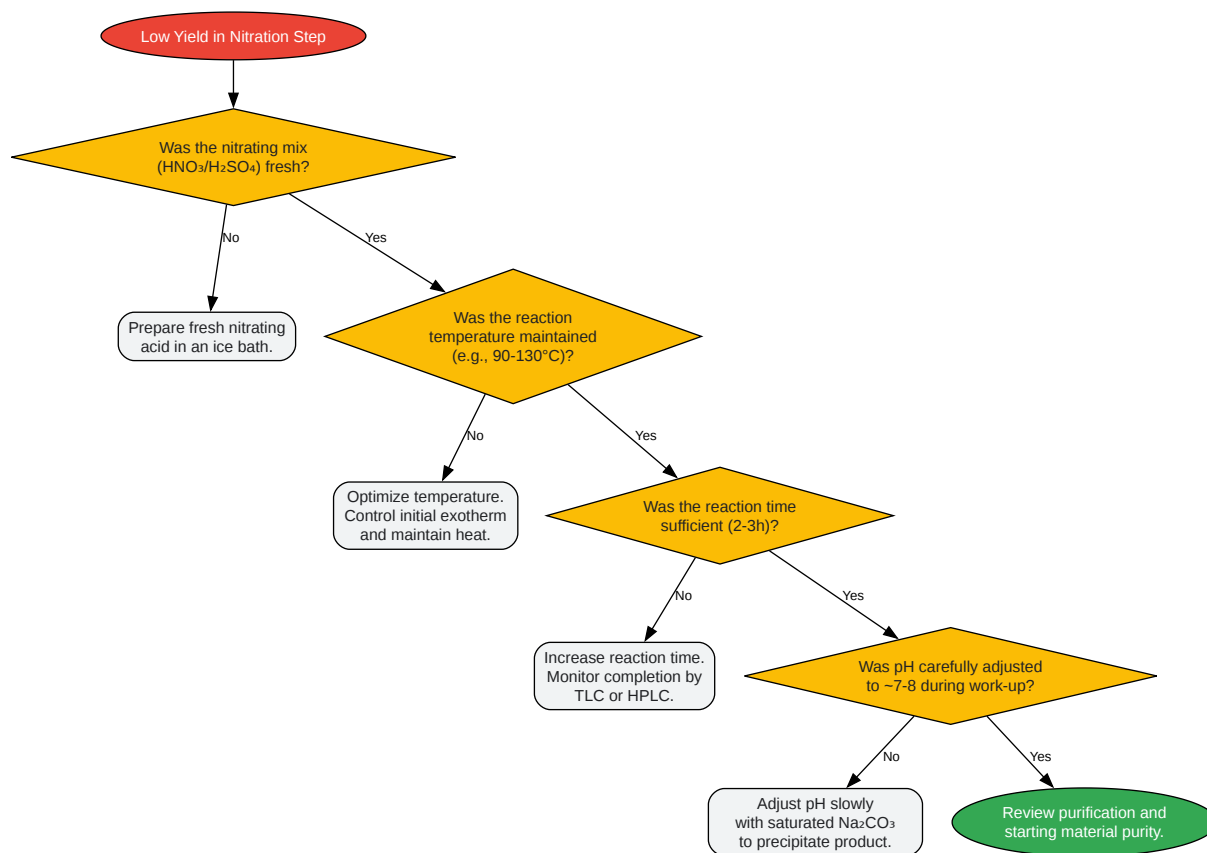 Low Yield in Nitration Step
Was the nitrating mix
(HNO₃/H₂SO₄) fresh?
No
Yes
Prepare fresh nitrating
acid in an ice bath.
Was the reaction
temperature maintained
(e.g., 90-130°C)?
No
Yes
Optimize temperature.
Control initial exotherm
and maintain heat.
Was the reaction time
sufficient (2-3h)?
No
Yes
Increase reaction time.
Monitor completion by
TLC or HPLC.
Was pH carefully adjusted
to ~7-8 during work-up?
No
Yes
Adjust pH slowly
with saturated Na₂CO₃
to precipitate product.
Review purification and
starting material purity.